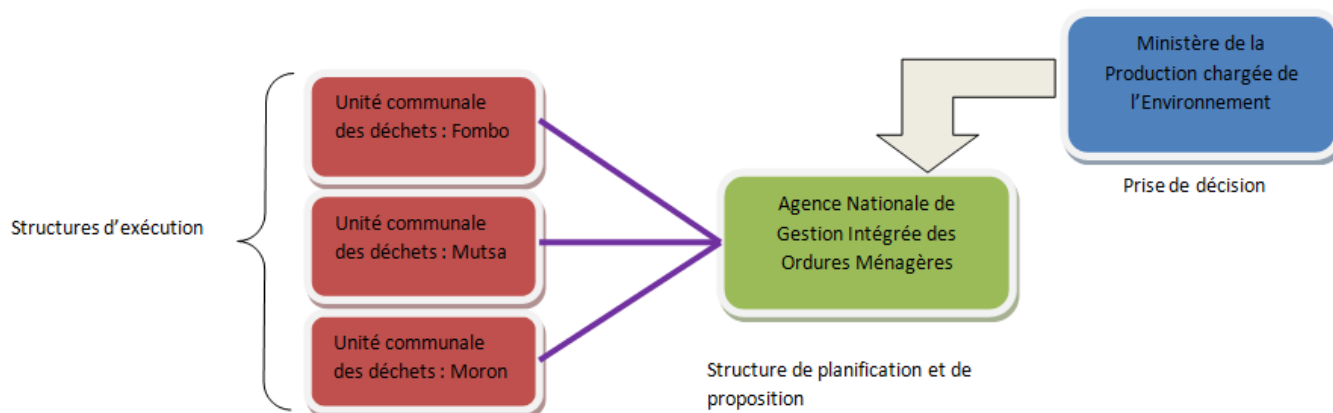 Ministère de la
Production chargée de
l'Environnement
Prise de décision
Unité communale
des déchets : Fombo
Structures d'exécution
Unité communale
des déchets : Mutsa
Agence Nationale de
Gestion Intégrée des
Ordures Ménagères
Unité communale
des déchets : Moron
Structure de planification et de
proposition